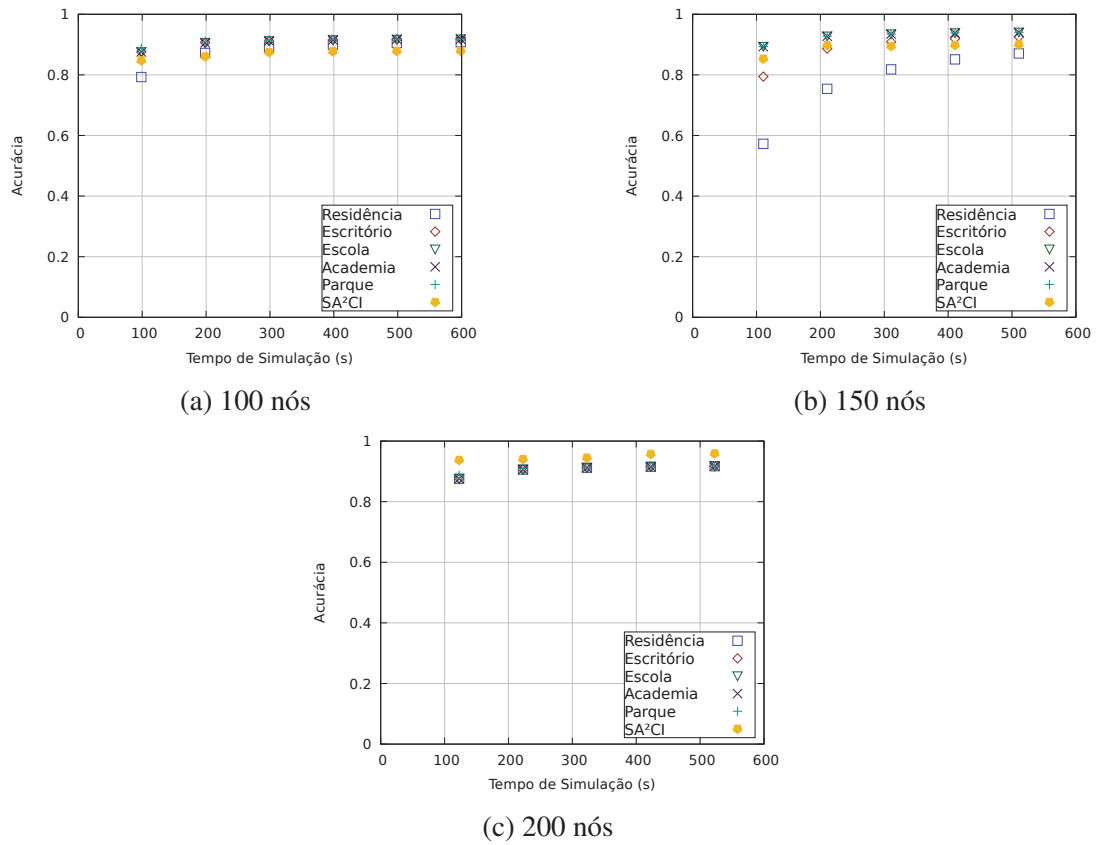 1
0.8
0.6
0.4
0.2
0
Acurácia
Residência
Escritório
Escola
Academia
Parque
SA²CI
0 100 200 300 400 500 600
Tempo de Simulação (s)
(a) 100 nós
1
0.8
0.6
0.4
0.2
0
Acurácia
Residência
Escritório
Escola
Academia
Parque
SA²CI
0 100 200 300 400 500 600
Tempo de Simulação (s)
(b) 150 nós
1
0.8
0.6
0.4
0.2
0
Acurácia
Residência
Escritório
Escola
Academia
Parque
SA²CI
0 100 200 300 400 500 600
Tempo de Simulação (s)
(c) 200 nós